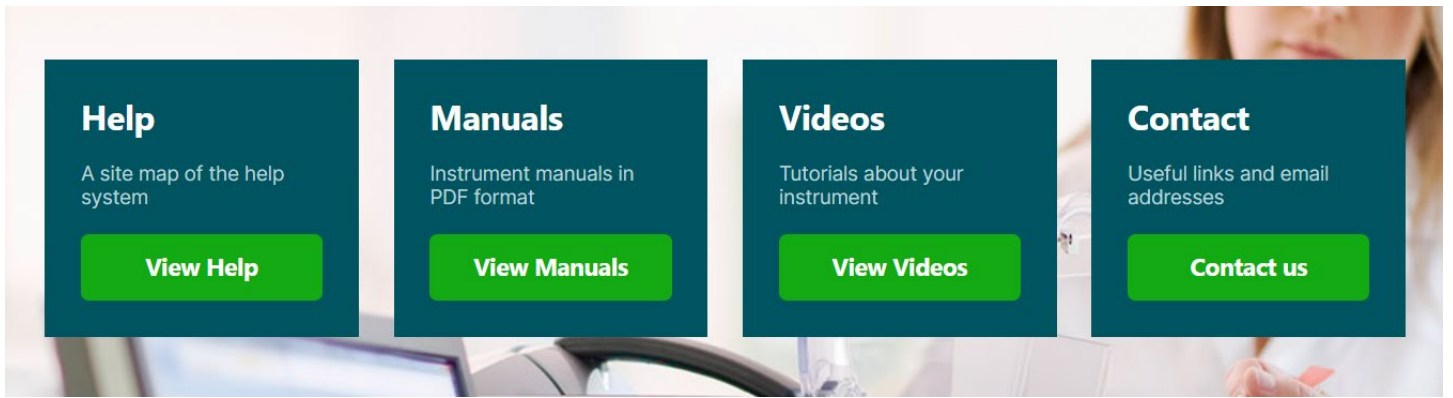 Help
A site map of the help
system
View Help
Manuals
Instrument manuals in
PDF format
View Manuals
Videos
Tutorials about your
instrument
View Videos
Contact
Useful links and email
addresses
Contact us